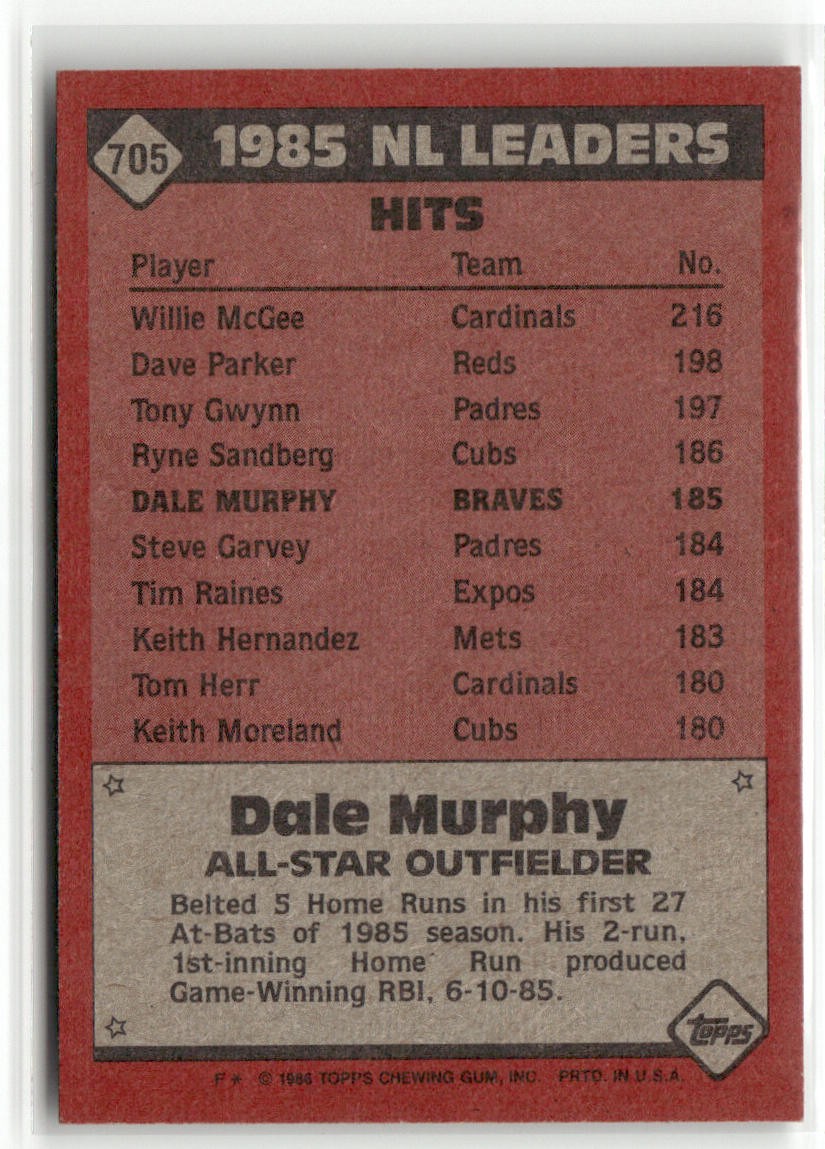 705 1985 NL LEADERS
HITS
Player Team No.
Willie McGee Cardinals 216
Dave Parker Reds 198
Tony Gwynn Padres 197
Ryne Sandberg Cubs 186
DALE MURPHY BRAVES 185
Steve Garvey Padres 184
Tim Raines Expos 184
Keith Hernandez Mets 183
Tom Herr Cardinals 180
Keith Moreland Cubs 180
Dale Murphy
ALL-STAR OUTFIELDER
Belted 5 Home Runs in his first 27
At-Bats of 1985 season. His 2-run,
1st-inning Home Run produced
Game-Winning RBI, 6-10-85.
Topps
F* © 1986 TOPPS CHEWING GUM, INC. PRTD. IN U.S.A.